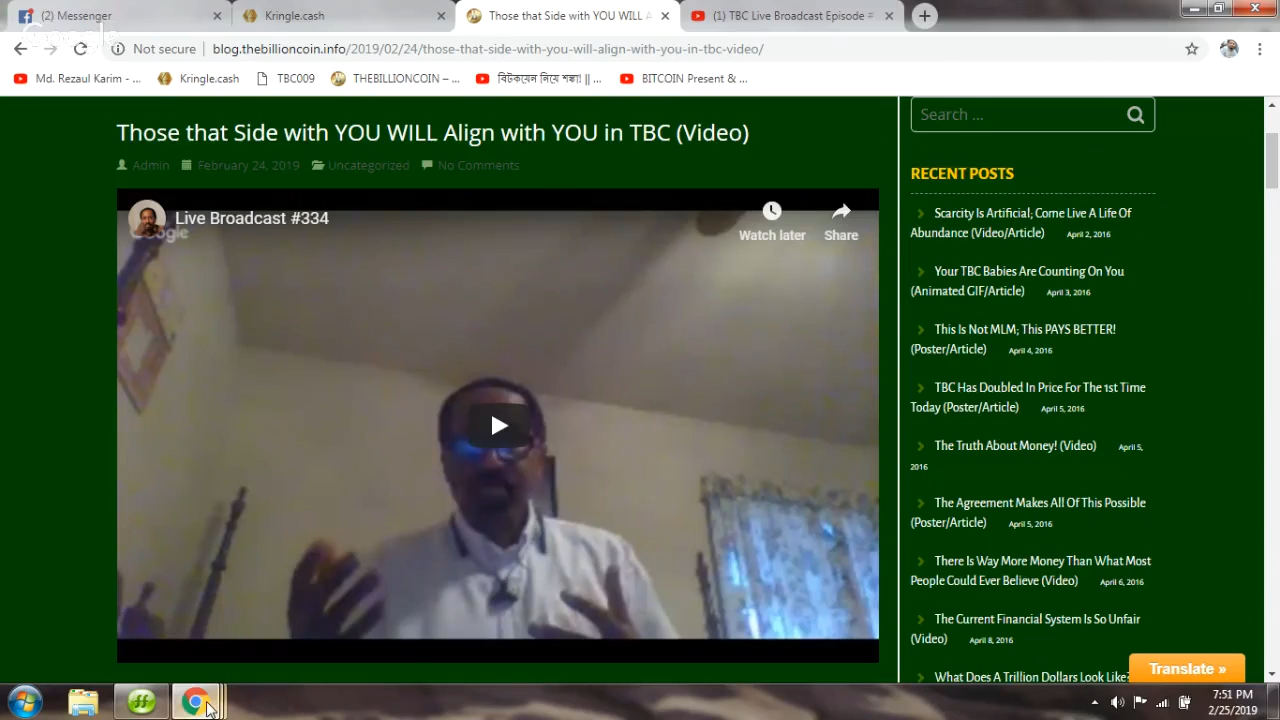 (2) Messenger
Kringle.cash
Those that Side with YOU WILL A
(1) TBC Live Broadcast Episode #
Not secure
blog.thebillioncoin.info/2019/02/24/those-that-side-with-you-will-align-with-you-in-tbc-video/
Md. Rezaul Karim - ...
Kringle.cash
TBC009
THEBILLIONCOIN – ...
বিটকয়েন নিয়ে শঙ্কা || ...
BITCOIN Present & ...
Those that Side with YOU WILL Align with YOU in TBC (Video)
Admin February 24, 2019 Uncategorized No Comments
Live Broadcast #334
Google
Watch later
Share
Search ...
RECENT POSTS
Scarcity Is Artificial; Come Live A Life Of
Abundance (Video/Article) April 2, 2016
Your TBC Babies Are Counting On You
(Animated GIF/Article) April 3, 2016
This Is Not MLM; This PAYS BETTER!
(Poster/Article) April 4, 2016
TBC Has Doubled In Price For The 1st Time
Today (Poster/Article) April 5, 2016
The Truth About Money! (Video) April 5,
2016
The Agreement Makes All Of This Possible
(Poster/Article) April 5, 2016
There Is Way More Money Than What Most
People Could Ever Believe (Video) April 6, 2016
The Current Financial System Is So Unfair
(Video) April 8, 2016
What Does A Trillion Dollars Look Like?
Translate »
7:51 PM
2/25/2019